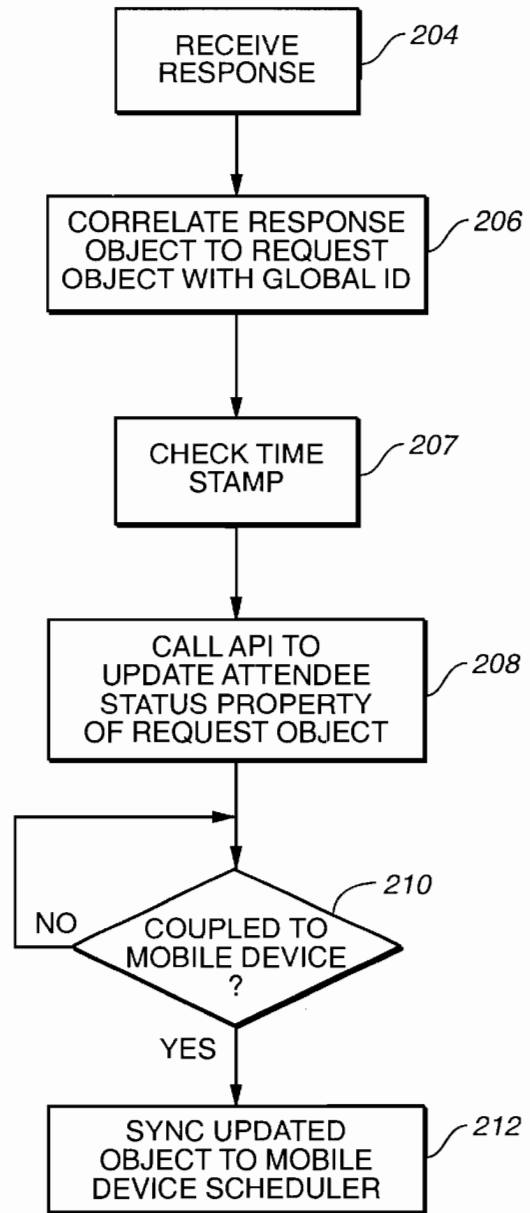 RECEIVE
RESPONSE
204
CORRELATE RESPONSE
OBJECT TO REQUEST
OBJECT WITH GLOBAL ID
206
CHECK TIME
STAMP
207
CALL API TO
UPDATE ATTENDEE
STATUS PROPERTY
OF REQUEST OBJECT
208
210
NO
COUPLED TO
MOBILE DEVICE
?
YES
SYNC UPDATED
OBJECT TO MOBILE
DEVICE SCHEDULER
212